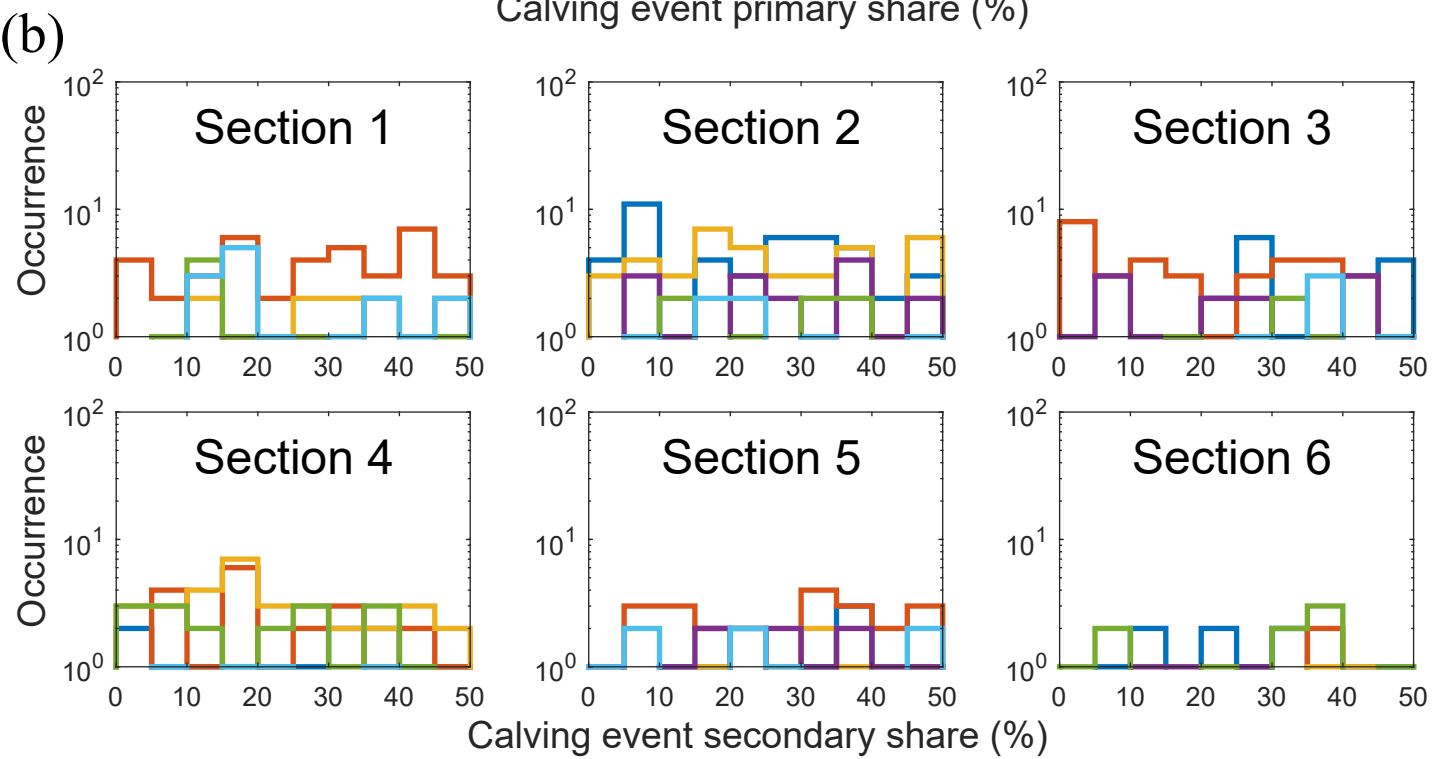 Calving event primary share (%)
(b)
Section 1
Section 2
Section 3
Occurrence
10^2
10^1
10^0
0 10 20 30 40 50
10^2
10^1
10^0
0 10 20 30 40 50
10^2
10^1
10^0
0 10 20 30 40 50
Section 4
Section 5
Section 6
Occurrence
10^2
10^1
10^0
0 10 20 30 40 50
10^2
10^1
10^0
0 10 20 30 40 50
10^2
10^1
10^0
0 10 20 30 40 50
Calving event secondary share (%)